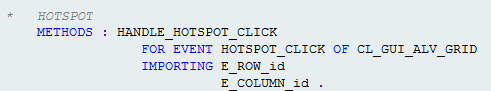 * HOTSPOT
METHODS : HANDLE_HOTSPOT_CLICK
FOR EVENT HOTSPOT_CLICK OF CL_GUI_ALV_GRID
IMPORTING E_ROW_id
E_COLUMN_id .